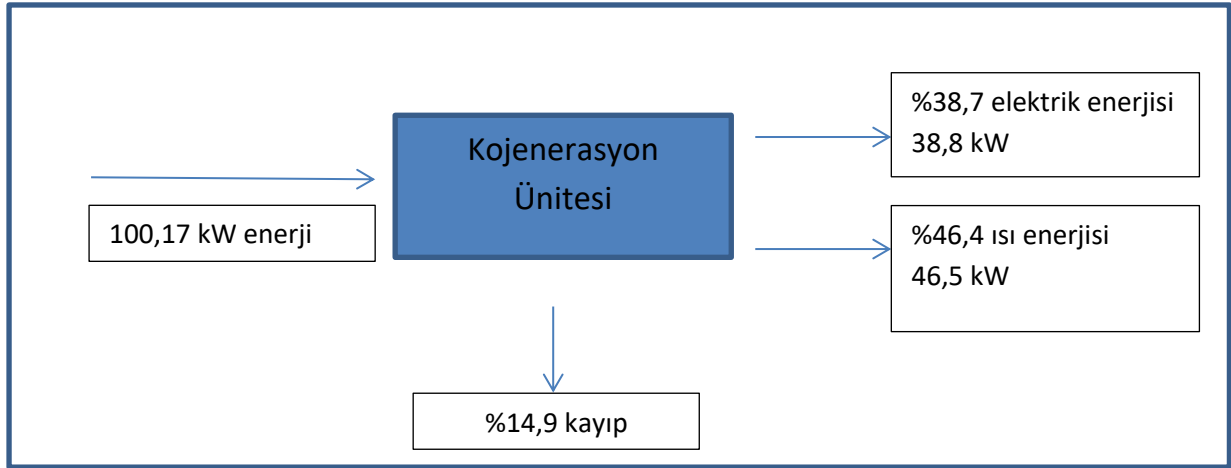 %38,7 elektrik enerjisi
38,8 kW
Kojenerasyon
Ünitesi
100,17 kW enerji
%46,4 ısı enerjisi
46,5 kW
%14,9 kayıp